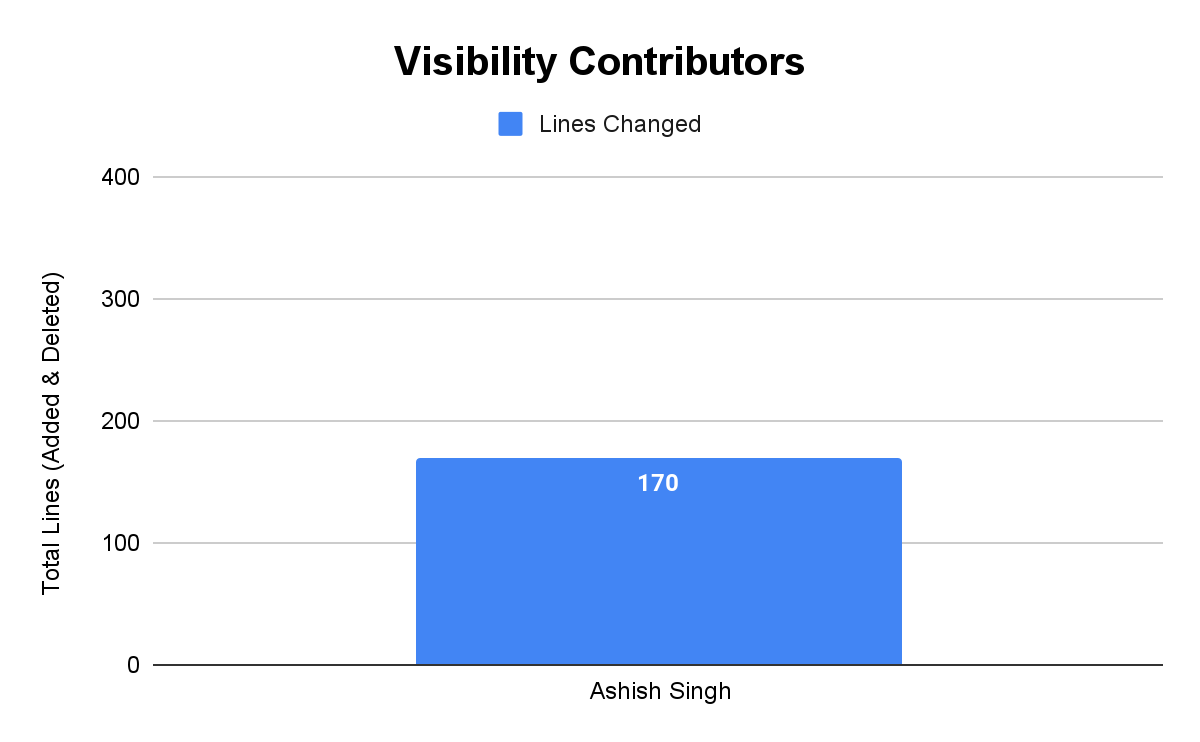 Visibility Contributors
Lines Changed
Total Lines (Added & Deleted)
400
300
200
100
0
170
Ashish Singh